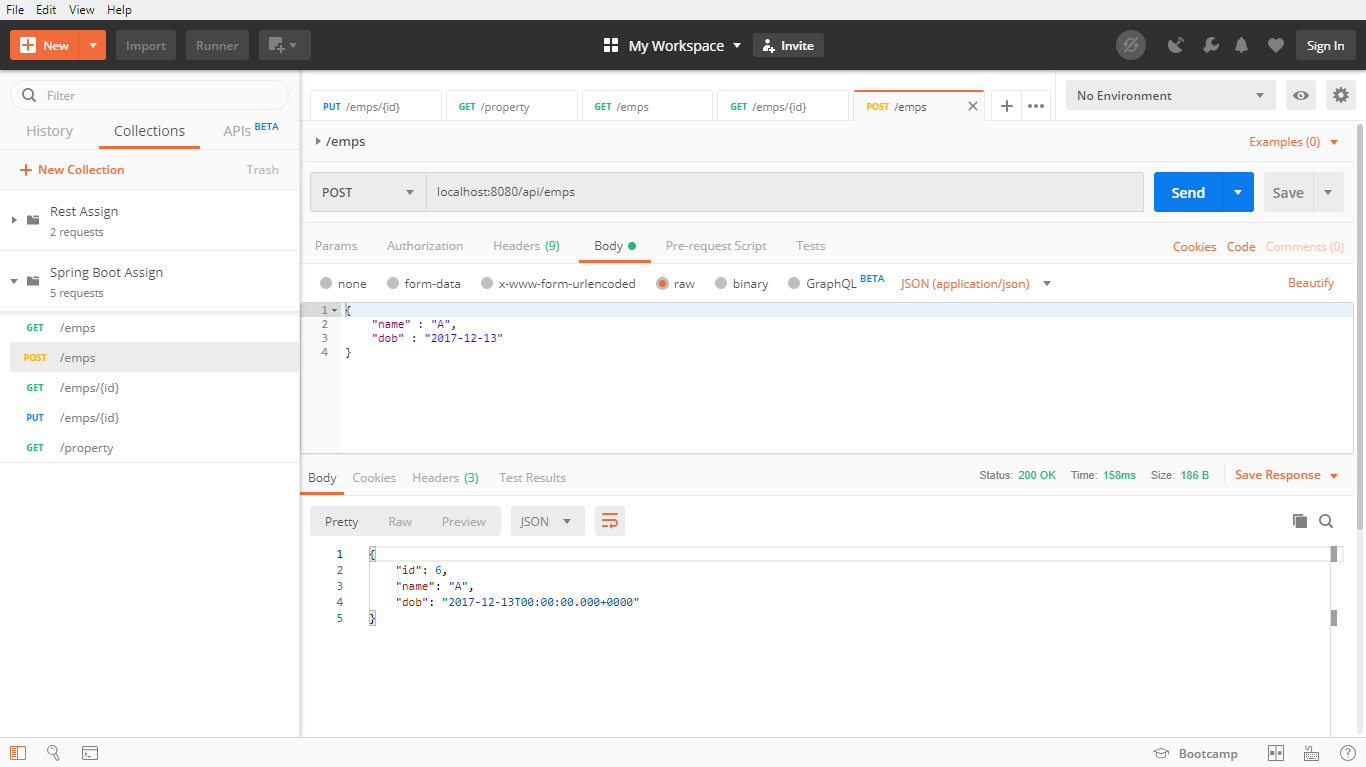 File Edit View Help
New Import Runner My Workspace Invite Sign In
Filter
History Collections APIs BETA
New Collection Trash
Rest Assign
2 requests
Spring Boot Assign
5 requests
GET /emps
POST /emps
GET /emps/{id}
PUT /emps/{id}
GET /property
PUT /emps/{id} GET /property GET /emps GET /emps/{id} POST /emps No Environment
/emps Examples (0)
POST localhost:8080/api/emps Send Save
Params Authorization Headers (9) Body Pre-request Script Tests Cookies Code Comments (0)
none form-data x-www-form-urlencoded raw binary GraphQL BETA JSON (application/json) Beautify
1 {
2 "name" : "A",
3 "dob" : "2017-12-13"
4 }
Body Cookies Headers (3) Test Results Status: 200 OK Time: 158ms Size: 186 B Save Response
Pretty Raw Preview JSON
1 {
2 "id": 6,
3 "name": "A",
4 "dob": "2017-12-13T00:00:00.000+0000"
5 }
Bootcamp